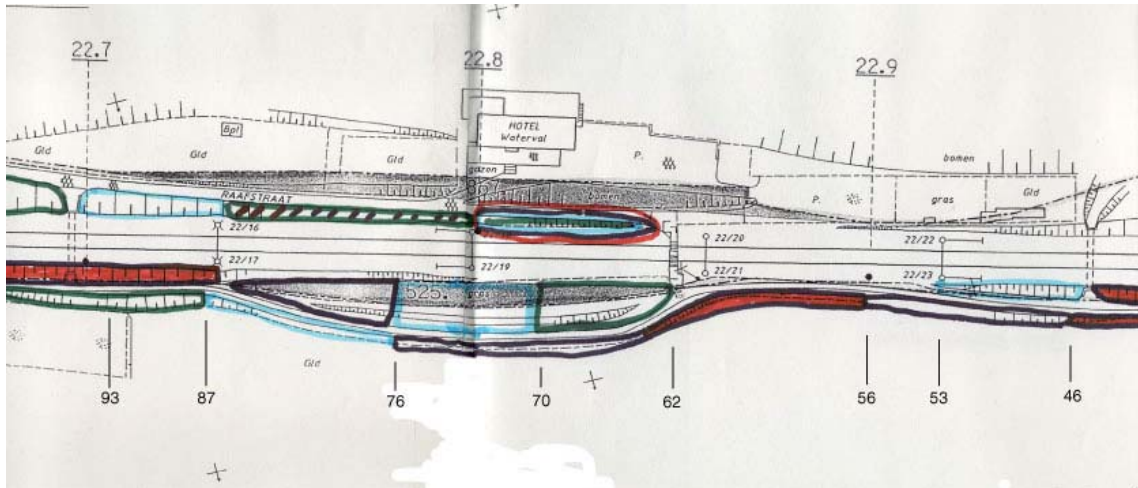 22.7
22.8
22.9
HOTEL
Waterval
Bpl
Gld
Gld
Gld
P.
bomen
gazon
Gld
P.
gras
bomen
RAAFSTRAAT
22/16
22/20
22/22
22/17
22/19
22/21
22/23
525.
Gld
93
87
76
70
62
56
53
46